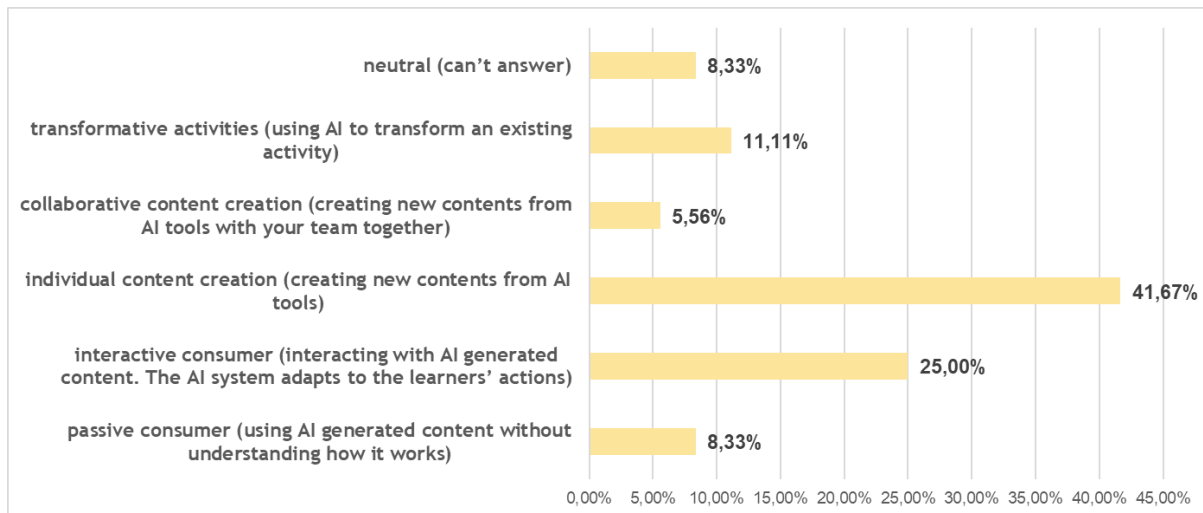 neutral (can’t answer)
8,33%
transformative activities (using AI to transform an existing
activity)
11,11%
collaborative content creation (creating new contents from
AI tools with your team together)
5,56%
individual content creation (creating new contents from AI
tools)
41,67%
interactive consumer (interacting with AI generated
content. The AI system adapts to the learners’ actions)
25,00%
passive consumer (using AI generated content without
understanding how it works)
8,33%
0,00% 5,00% 10,00% 15,00% 20,00% 25,00% 30,00% 35,00% 40,00% 45,00%